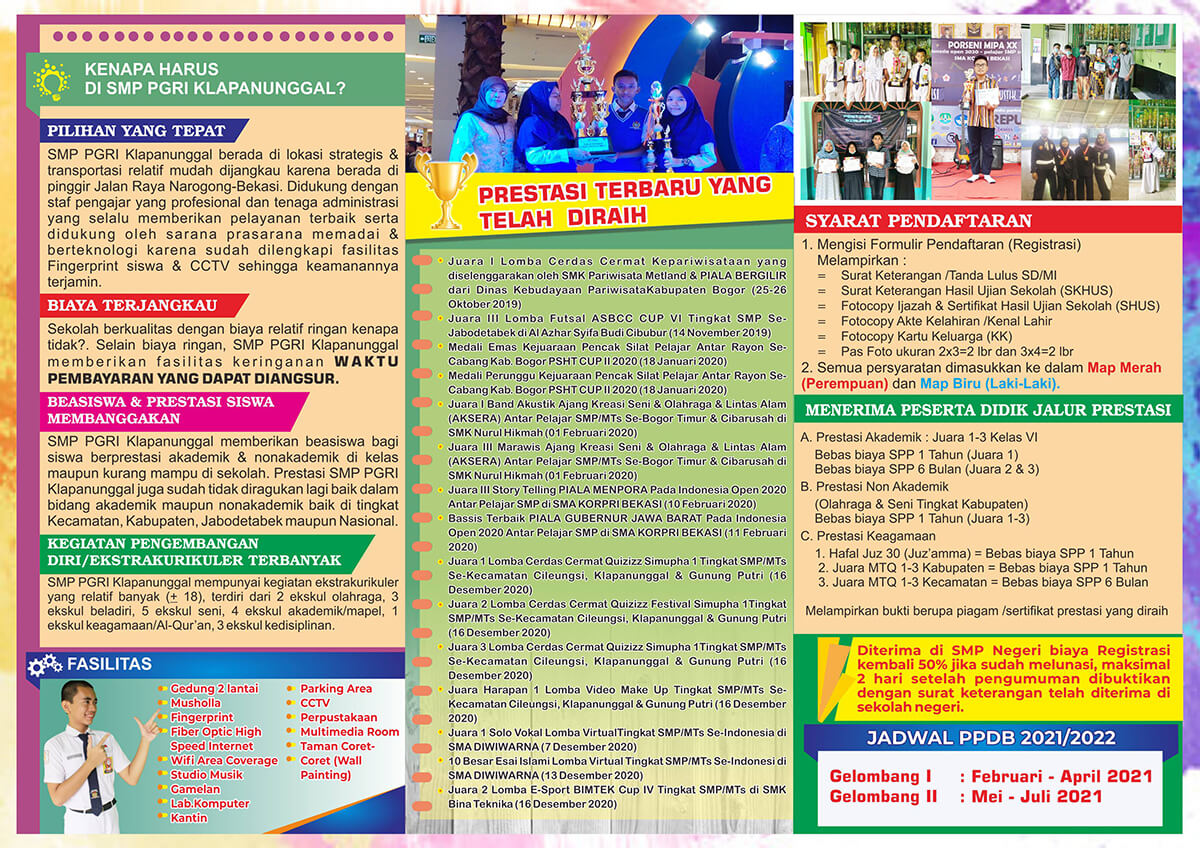 KENAPA HARUS
DI SMP PGRI KLAPANUNGGAL?
PILIHAN YANG TEPAT
SMP PGRI Klapanunggal berada di lokasi strategis &
transportasi relatif mudah dijangkau karena berada di
pinggir Jalan Raya Narogong-Bekasi. Didukung dengan
staf pengajar yang profesional dan tenaga administrasi
yang selalu memberikan pelayanan terbaik serta
didukung oleh sarana prasarana memadai &
berteknologi karena sudah dilengkapi fasilitas
Fingerprint siswa & CCTV sehingga keamanannya
terjamin.
BIAYA TERJANGKAU
Sekolah berkualitas dengan biaya relatif ringan kenapa
tidak?. Selain biaya ringan, SMP PGRI Klapanunggal
memberikan fasilitas keringanan WAKTU
PEMBAYARAN YANG DAPAT DIANGSUR.
BEASISWA & PRESTASI SISWA
MEMBANGGAKAN
SMP PGRI Klapanunggal memberikan beasiswa bagi
siswa berprestasi akademik & nonakademik di kelas
maupun kurang mampu di sekolah. Prestasi SMP PGRI
Klapanunggal juga sudah tidak diragukan lagi baik dalam
bidang akademik maupun nonakademik baik di tingkat
Kecamatan, Kabupaten, Jabodetabek maupun Nasional.
KEGIATAN PENGEMBANGAN
DIRI/EKSTRAKURIKULER TERBANYAK
SMP PGRI Klapanunggal mempunyai kegiatan ekstrakurikuler
yang relatif banyak (± 18), terdiri dari 2 ekskul olahraga, 3
ekskul beladiri, 5 ekskul seni, 4 ekskul akademik/mapel, 1
ekskul keagamaan/Al-Qur'an, 3 ekskul kedisiplinan.
FASILITAS
Gedung 2 lantai
Musholla
Fingerprint
Fiber Optic High
Speed Internet
Wifi Area Coverage
Studio Musik
Gamelan
Lab.Komputer
Kantin
Parking Area
CCTV
Perpustakaan
Multimedia Room
Taman Coret-
Coret (Wall
Painting)
PRESTASI TERBARU YANG
TELAH DIRAIH
Juara I Lomba Cerdas Cermat Kepariwisataan yang
diselenggarakan oleh SMK Pariwisata Metland & PIALA BERGILIR
dari Dinas Kebudayaan PariwisataKabupaten Bogor (25-26
Oktober 2019)
Juara III Lomba Futsal ASBCC CUP VI Tingkat SMP Se-
Jabodetabek di Al Azhar Syifa Budi Cibubur (14 November 2019)
Medali Emas Kejuaraan Pencak Silat Pelajar Antar Rayon Se-
Cabang Kab. Bogor PSHT CUP II 2020 (18 Januari 2020)
Medali Perunggu Kejuaraan Pencak Silat Pelajar Antar Rayon Se-
Cabang Kab. Bogor PSHT CUP II 2020 (18 Januari 2020)
Juara I Band Akustik Ajang Kreasi Seni & Olahraga & Lintas Alam
(AKSERA) Antar Pelajar SMP/MTs Se-Bogor Timur & Cibarusah di
SMK Nurul Hikmah (01 Februari 2020)
Juara III Marawis Ajang Kreasi Seni & Olahraga & Lintas Alam
(AKSERA) Antar Pelajar SMP/MTs Se-Bogor Timur & Cibarusah di
SMK Nurul Hikmah (01 Februari 2020)
Juara III Story Telling PIALA MENPORA Pada Indonesia Open 2020
Antar Pelajar SMP di SMA KORPRI BEKASI (10 Februari 2020)
Bassis Terbaik PIALA GUBERNUR JAWA BARAT Pada Indonesia
Open 2020 Antar Pelajar SMP di SMA KORPRI BEKASI (11 Februari
2020)
Juara 1 Lomba Cerdas Cermat Quizizz Simupha 1 Tingkat SMP/MTs
Se-Kecamatan Cileungsi, Klapanunggal & Gunung Putri (16
Desember 2020)
Juara 2 Lomba Cerdas Cermat Quizizz Festival Simupha 1Tingkat
SMP/MTs Se-Kecamatan Cileungsi, Klapanunggal & Gunung Putri
(16 Desember 2020)
Juara 3 Lomba Cerdas Cermat Quizizz Simupha 1Tingkat SMP/MTs
Se-Kecamatan Cileungsi, Klapanunggal & Gunung Putri (16
Desember 2020)
Juara Harapan 1 Lomba Video Make Up Tingkat SMP/MTs Se-
Kecamatan Cileungsi, Klapanunggal & Gunung Putri (16 Desember
2020)
Juara 1 Solo Vokal Lomba VirtualTingkat SMP/MTs Se-Indonesia di
SMA DIWIWARNA (7 Desember 2020)
10 Besar Esai Islami Lomba Virtual Tingkat SMP/MTs Se-Indonesi di
SMA DIWIWARNA (13 Desember 2020)
Juara 2 Lomba E-Sport BIMTEK Cup IV Tingkat SMP/MTs di SMK
Bina Teknika (16 Desember 2020)
PORSENI MIPA XX
SYARAT PENDAFTARAN
1. Mengisi Formulir Pendaftaran (Registrasi)
Melampirkan :
= Surat Keterangan /Tanda Lulus SD/MI
= Surat Keterangan Hasil Ujian Sekolah (SKHUS)
= Fotocopy Ijazah & Sertifikat Hasil Ujian Sekolah (SHUS)
= Fotocopy Akte Kelahiran /Kenal Lahir
= Fotocopy Kartu Keluarga (KK)
= Pas Foto ukuran 2x3=2 lbr dan 3x4=2 lbr
2. Semua persyaratan dimasukkan ke dalam Map Merah
(Perempuan) dan Map Biru (Laki-Laki).
MENERIMA PESERTA DIDIK JALUR PRESTASI
A. Prestasi Akademik : Juara 1-3 Kelas VI
Bebas biaya SPP 1 Tahun (Juara 1)
Bebas biaya SPP 6 Bulan (Juara 2 & 3)
B. Prestasi Non Akademik
(Olahraga & Seni Tingkat Kabupaten)
Bebas biaya SPP 1 Tahun (Juara 1-3)
C. Prestasi Keagamaan
1. Hafal Juz 30 (Juz'amma) = Bebas biaya SPP 1 Tahun
2. Juara MTQ 1-3 Kabupaten = Bebas biaya SPP 1 Tahun
3. Juara MTQ 1-3 Kecamatan = Bebas biaya SPP 6 Bulan
Melampirkan bukti berupa piagam /sertifikat prestasi yang diraih
Diterima di SMP Negeri biaya Registrasi
kembali 50% jika sudah melunasi, maksimal
2 hari setelah pengumuman dibuktikan
dengan surat keterangan telah diterima di
sekolah negeri.
JADWAL PPDB 2021/2022
Gelombang I : Februari - April 2021
Gelombang II : Mei - Juli 2021